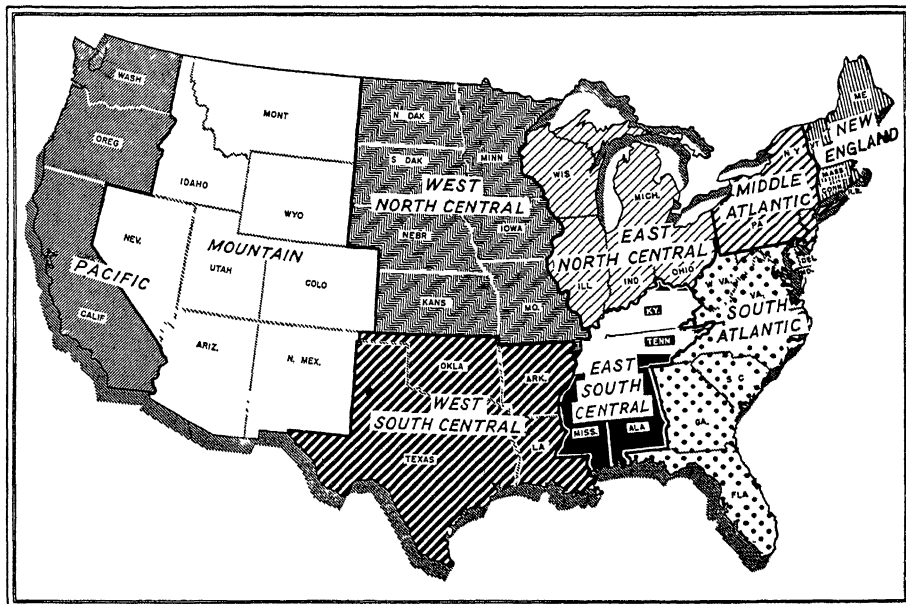 WASH
OREG
CALIF
PACIFIC
NEV.
IDAHO
MONT
WYO
MOUNTAIN
UTAH
COLO
ARIZ.
N. MEX.
N DAK
S DAK
MINN
WEST
NORTH CENTRAL
NEBR
IOWA
KANS
MO.
OKLA
ARK.
WEST
SOUTH CENTRAL
TEXAS
LA
WIS
MICH.
EAST
NORTH CENTRAL
ILL
IND
OHIO
KY.
TENN
EAST
SOUTH
CENTRAL
MISS.
ALA
N.Y.
MIDDLE
ATLANTIC
PA
ME
VT
NEW
ENGLAND
MASS
CONN
DEL
VA.
SOUTH
ATLANTIC
S C
GA.
FLA